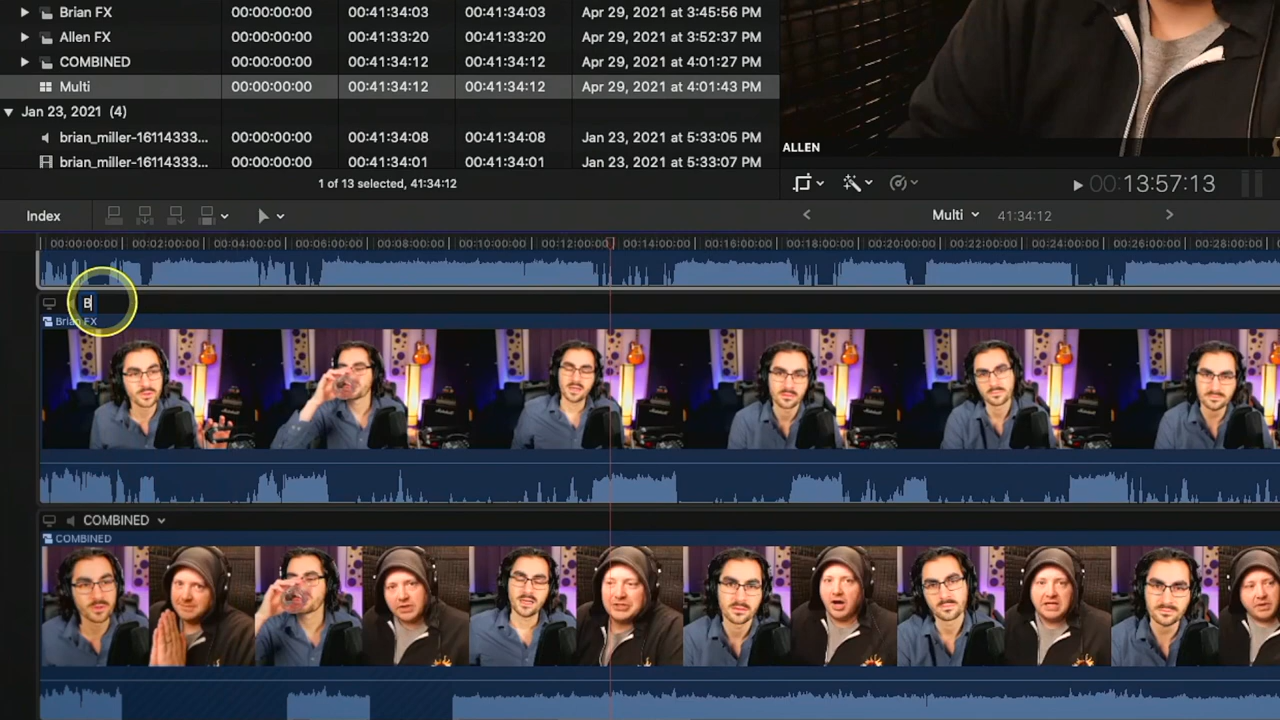 Brian FX 00:00:00:00 00:41:34:03 00:41:34:03 Apr 29, 2021 at 3:45:56 PM
Allen FX 00:00:00:00 00:41:33:20 00:41:33:20 Apr 29, 2021 at 3:52:37 PM
COMBINED 00:00:00:00 00:41:34:12 00:41:34:12 Apr 29, 2021 at 4:01:27 PM
Multi 00:00:00:00 00:41:34:12 00:41:34:12 Apr 29, 2021 at 4:01:43 PM
Jan 23, 2021 (4)
brian_miller-16114333... 00:00:00:00 00:41:34:08 00:41:34:08 Jan 23, 2021 at 5:33:05 PM
brian_miller-16114333... 00:00:00:00 00:41:34:01 00:41:34:01 Jan 23, 2021 at 5:33:07 PM
ALLEN
1 of 13 selected, 41:34:12
00:13:57:13
Index
Multi 41:34:12
00:00:00:00 00:02:00:00 00:04:00:00 00:06:00:00 00:08:00:00 00:10:00:00 00:12:00:00 00:14:00:00 00:16:00:00 00:18:00:00 00:20:00:00 00:22:00:00 00:24:00:00 00:26:00:00 00:28:00:00
B
Brian FX
COMBINED
COMBINED